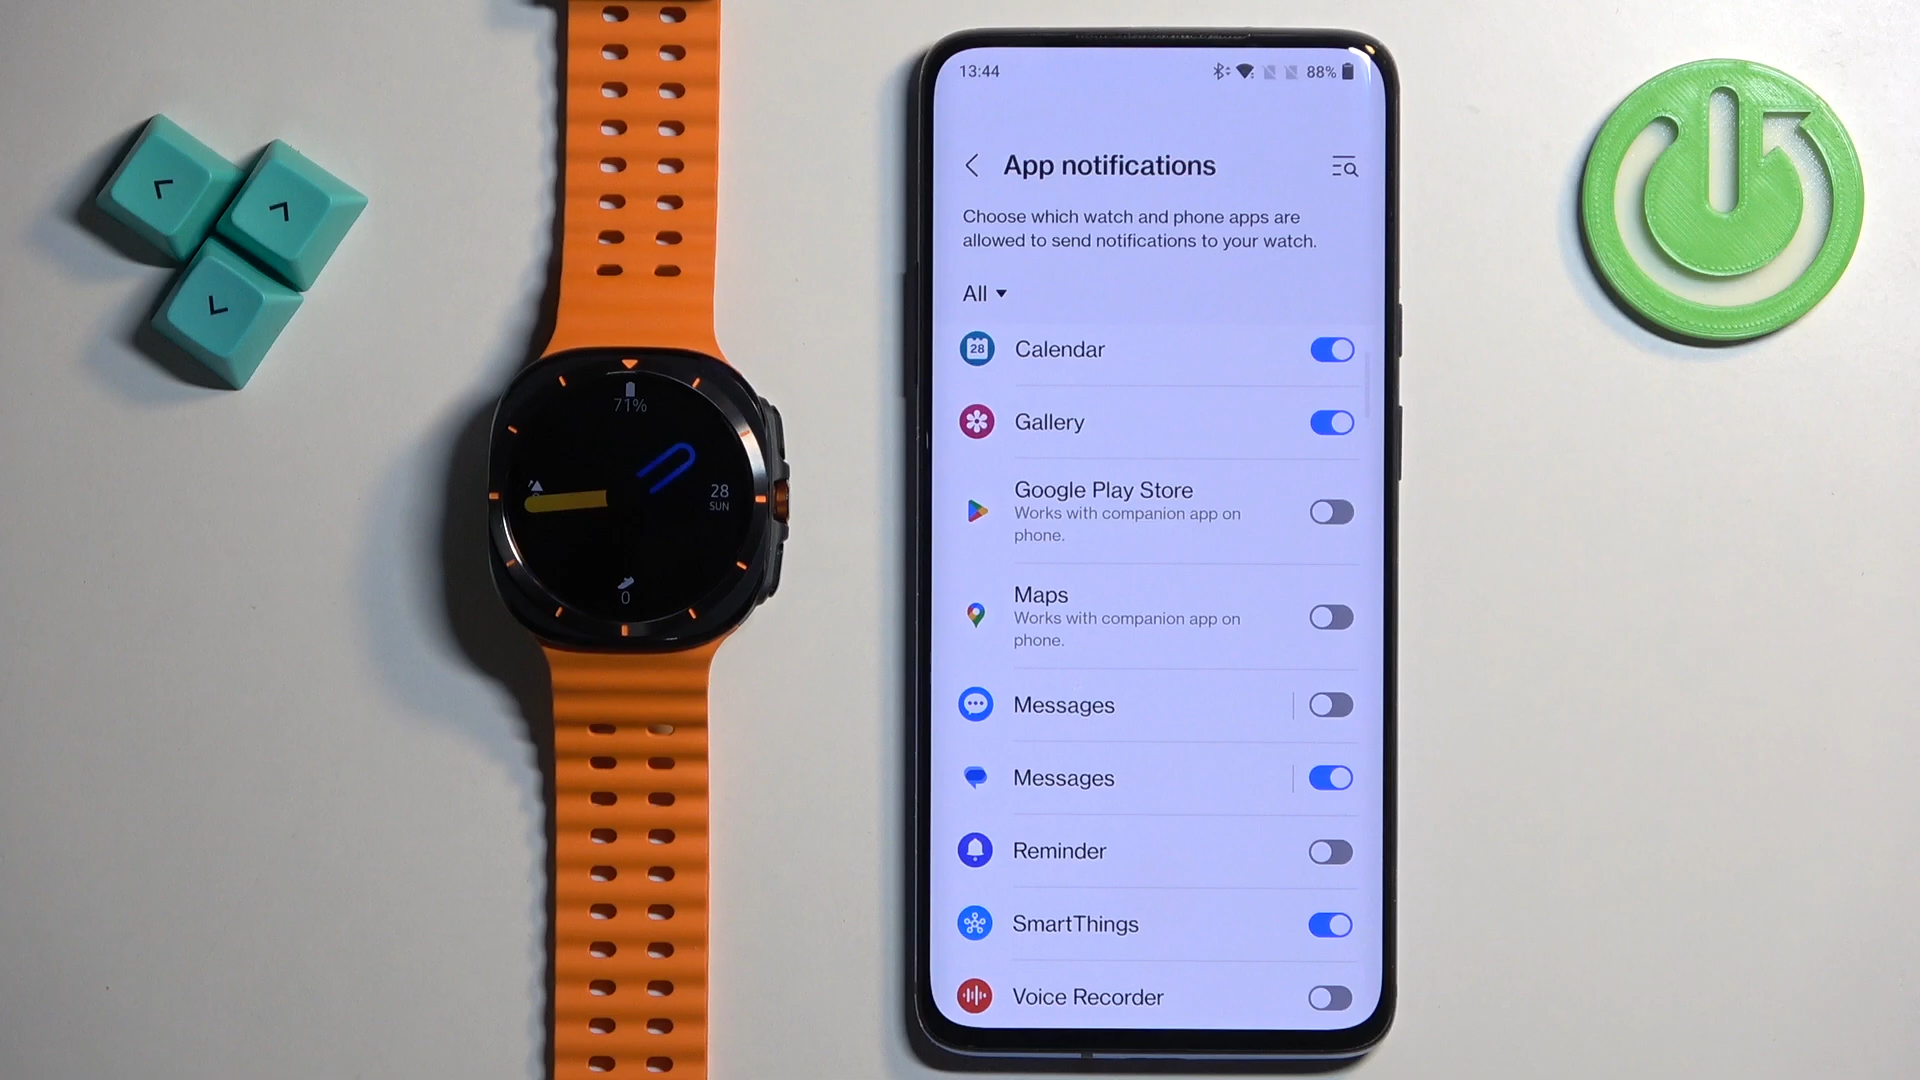 71%
28
SUN
0
13:44
88%
App notifications
Choose which watch and phone apps are
allowed to send notifications to your watch.
All
28
Calendar
Gallery
Google Play Store
Works with companion app on
phone.
Maps
Works with companion app on
phone.
Messages
Messages
Reminder
SmartThings
Voice Recorder